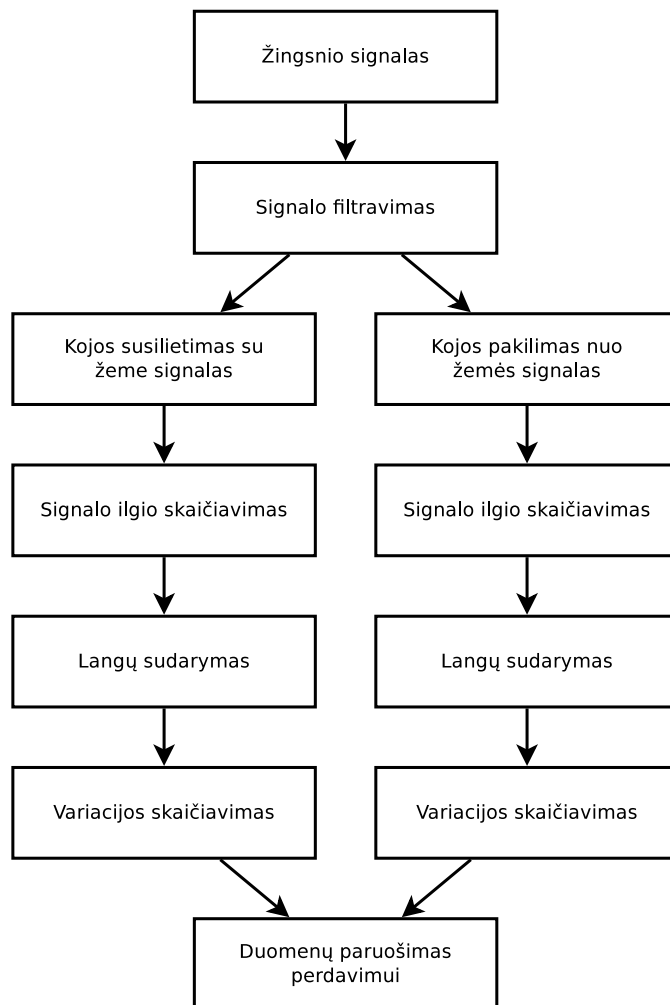 Žingsnio signalas
Signalo filtravimas
Kojos susilietimas su
žeme signalas
Kojos pakilimas nuo
žemės signalas
Signalo ilgio skaičiavimas
Signalo ilgio skaičiavimas
Langų sudarymas
Langų sudarymas
Variacijos skaičiavimas
Variacijos skaičiavimas
Duomenų paruošimas
perdavimui